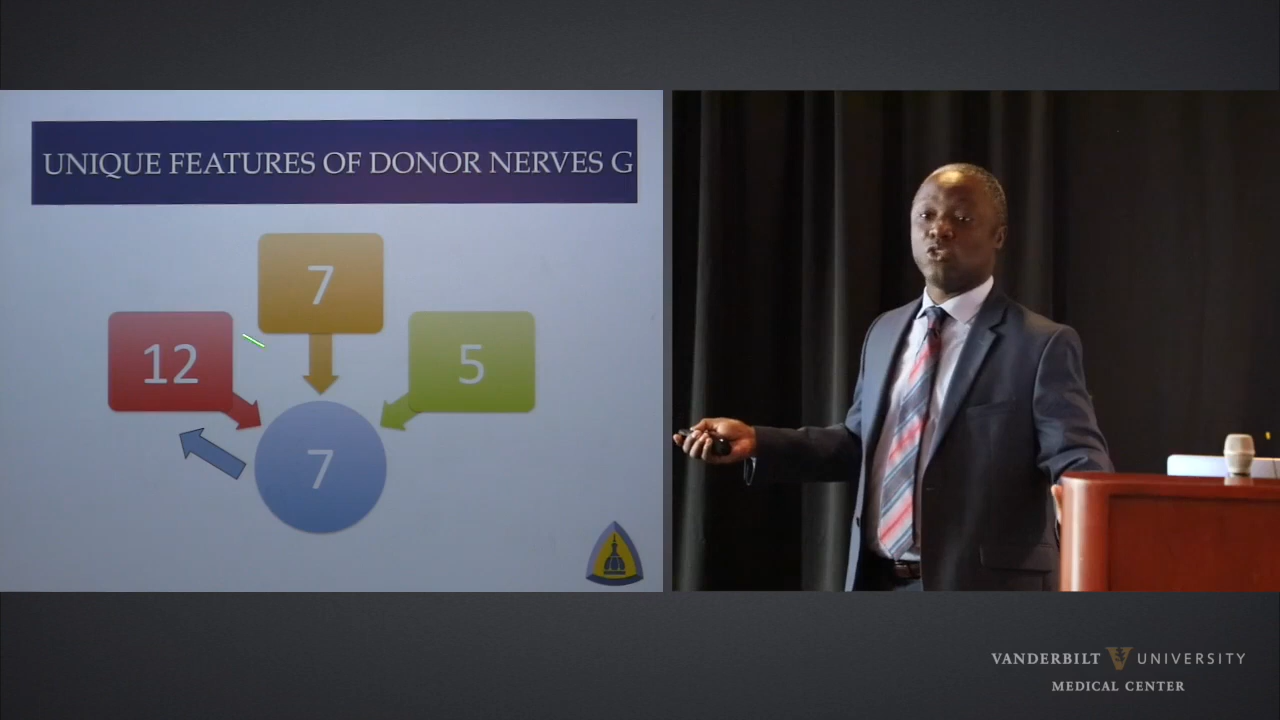 UNIQUE FEATURES OF DONOR NERVES G
7
12
5
7
VANDERBILT V UNIVERSITY
MEDICAL CENTER